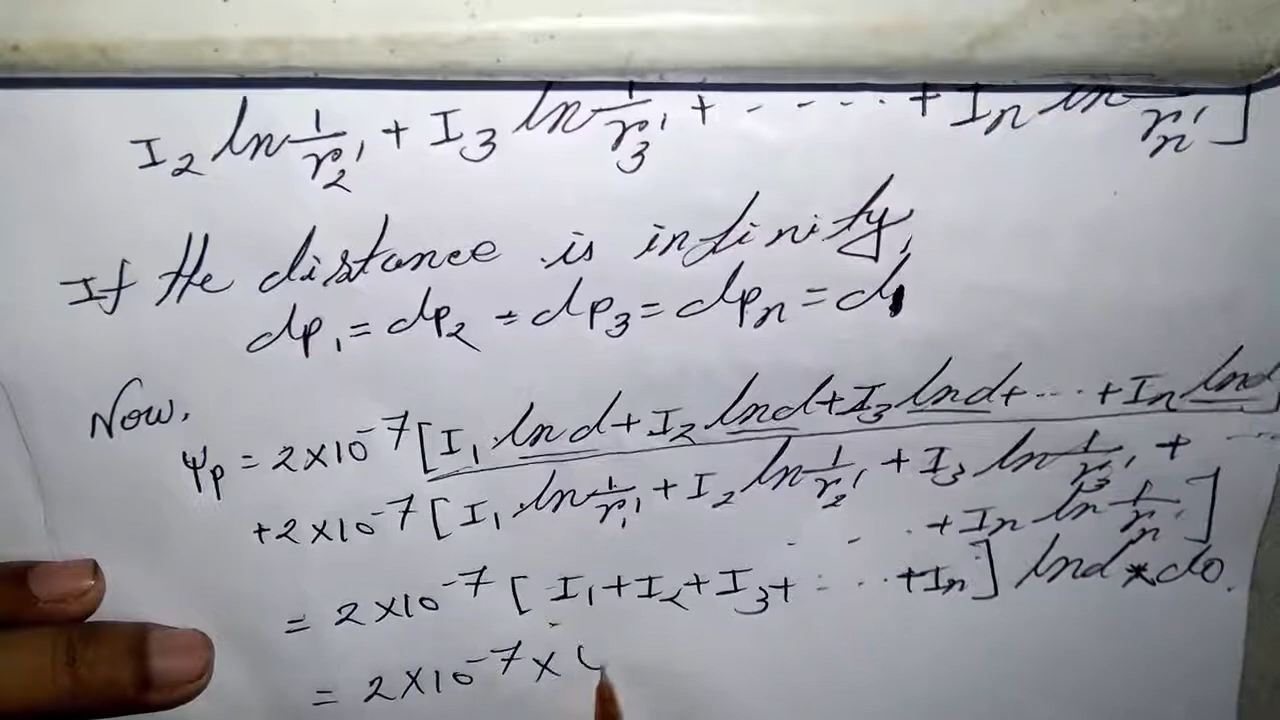 I₂ ln 1/r₂' + I₃ ln 1/r₃' + - - - .. + Iₙ ln 1/rₙ' ]
If the distance is infinity,
dp₁ = dp₂ = dp₃ = dpₙ = d
Now,
ψp = 2×10⁻⁷ [I₁ ln d + I₂ ln d + I₃ ln d + ... + Iₙ ln d
+2×10⁻⁷ [I₁ ln 1/r₁' + I₂ ln 1/r₂' + I₃ ln 1/r₃' + ...
- - . + Iₙ ln 1/rₙ' ]
= 2×10⁻⁷ [ I₁+I₂+I₃+ ... +Iₙ ] ln d * do.
= 2×10⁻⁷ ×